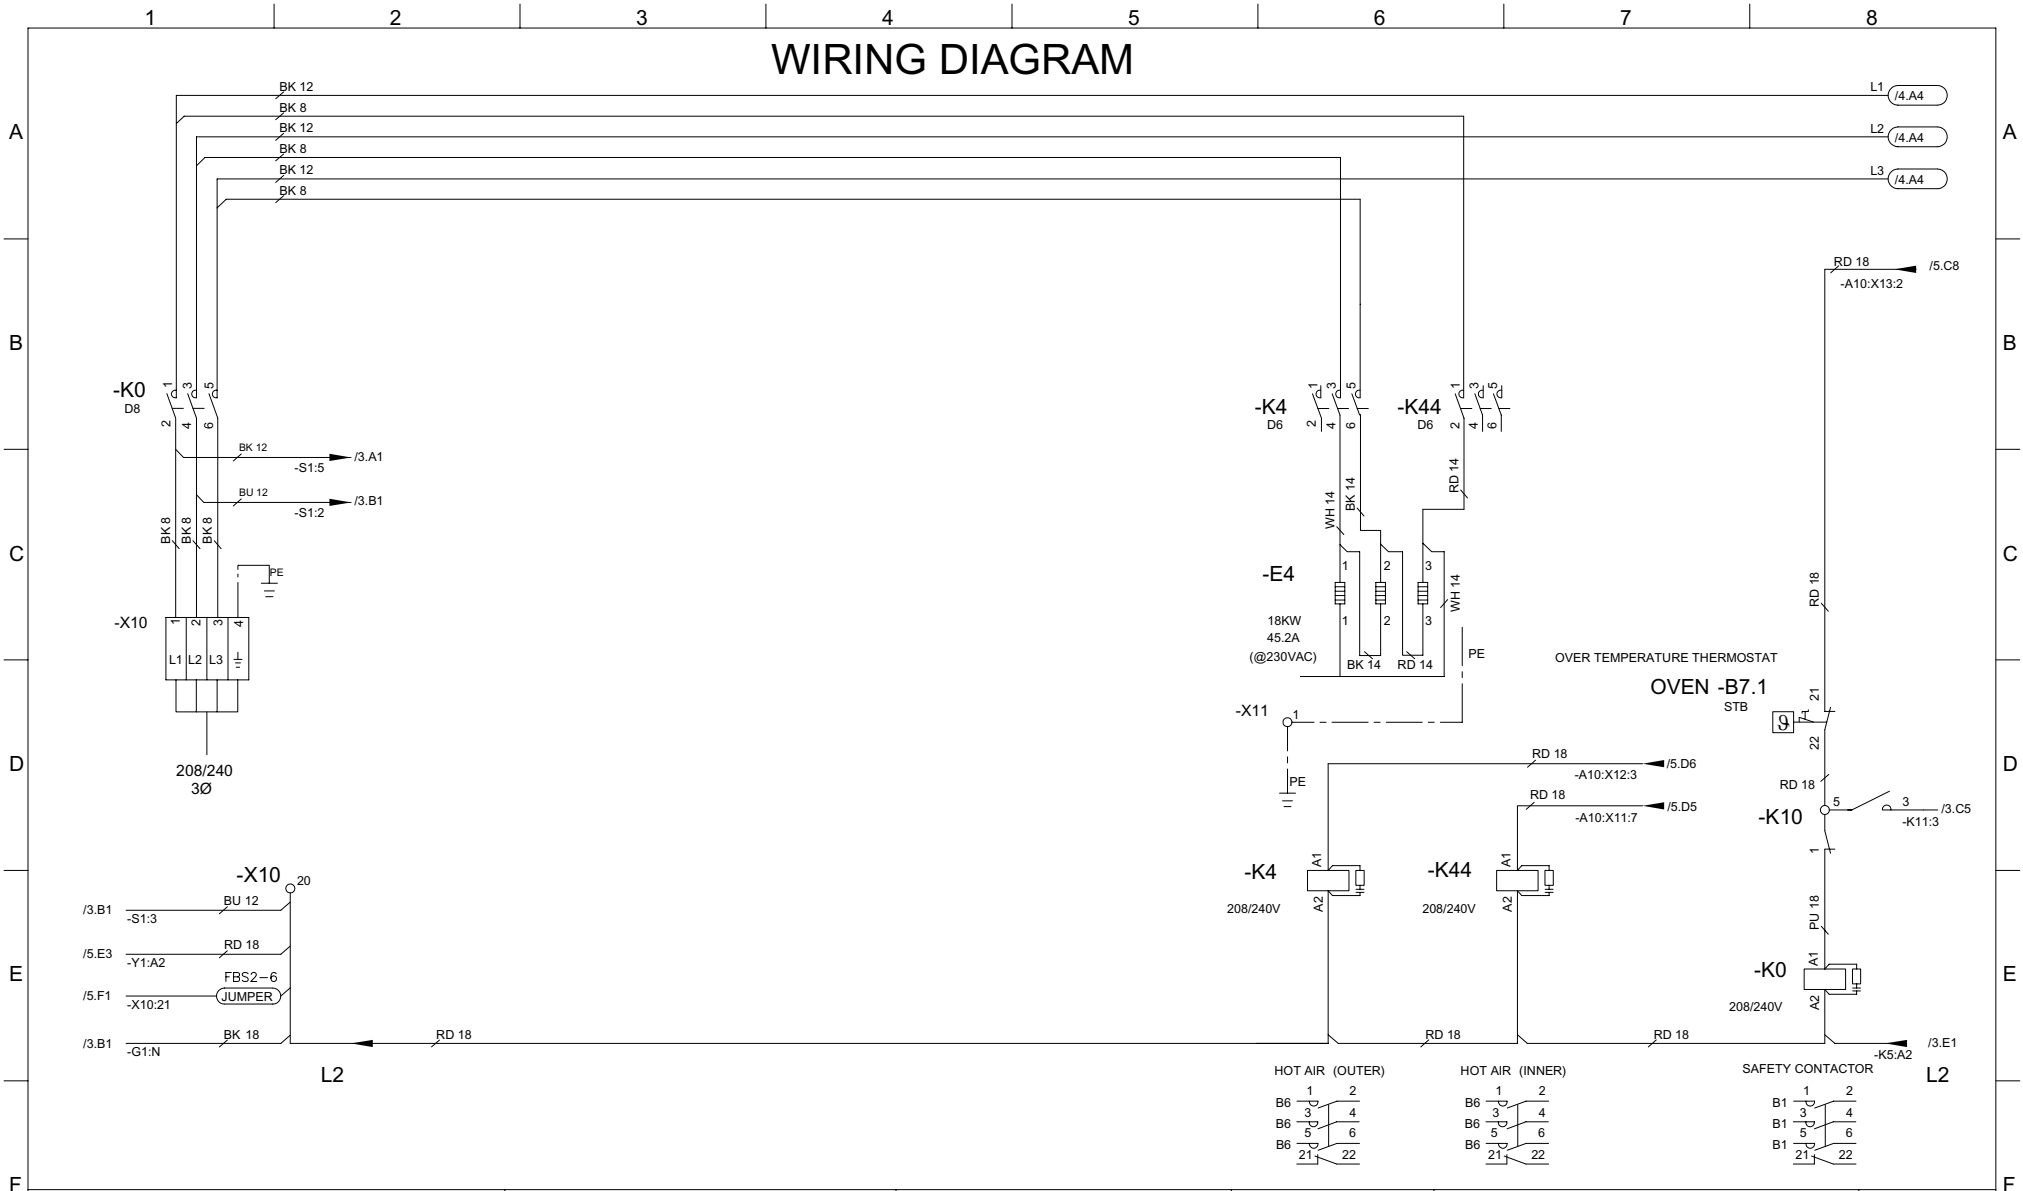 1 2 3 4 5 6 7 8
WIRING DIAGRAM
BK 12
L1 /4.A4
BK 8
A A
BK 12
L2 /4.A4
BK 8
BK 12
L3 /4.A4
BK 8
RD 18 /5.C8
-A10:X13:2
B B
-K0
D8
1 3 5
2 4 6
-K4
D6
1 3 5
2 4 6
-K44
D6
1 3 5
2 4 6
BK 12 /3.A1
-S1:5
BU 12 /3.B1
-S1:2
BK 8 BK 8 BK 8
WH 14 BK 14 RD 14
C C
PE
-E4
1 2 3
18KW
45.2A
(@230VAC)
1 2 3
WH 14
BK 14 RD 14
PE
RD 18
-X10
1 2 3 4
L1 L2 L3
208/240
3Ø
-X11 1
PE
OVER TEMPERATURE THERMOSTAT
OVEN -B7.1
STB
21
ϑ
22
D D
RD 18 /5.D6
-A10:X12:3
RD 18 /5.D5
-A10:X11:7
RD 18
-K10 5 3 /3.C5
-K11:3
1
-K4
A1
A2
208/240V
-K44
A1
A2
208/240V
PU 18
-X10 20
/3.B1 BU 12
-S1:3
/5.E3 RD 18
-Y1:A2
E E
FBS2-6
/5.F1 JUMPER
-X10:21
/3.B1 BK 18
-G1:N
-K0
A1
A2
208/240V
RD 18 RD 18 RD 18 /3.E1
-K5:A2
L2 L2
HOT AIR (OUTER)
1 2
B6
3 4
B6
5 6
B6
21 22
HOT AIR (INNER)
1 2
B6
3 4
B6
5 6
B6
21 22
SAFETY CONTACTOR
1 2
B1
3 4
B1
5 6
B1
21 22
F F